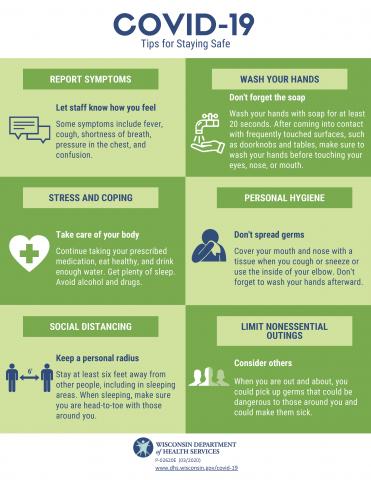 COVID-19
Tips for Staying Safe
REPORT SYMPTOMS
Let staff know how you feel
Some symptoms include fever,
cough, shortness of breath,
pressure in the chest, and
confusion.
WASH YOUR HANDS
Don't forget the soap
Wash your hands with soap for at least
20 seconds. After coming into contact
with frequently touched surfaces, such
as doorknobs and tables, make sure to
wash your hands before touching your
eyes, nose, or mouth.
STRESS AND COPING
Take care of your body
Continue taking your prescribed
medication, eat healthy, and drink
enough water. Get plenty of sleep.
Avoid alcohol and drugs.
PERSONAL HYGIENE
Don't spread germs
Cover your mouth and nose with a
tissue when you cough or sneeze or
use the inside of your elbow. Don't
forget to wash your hands afterward.
SOCIAL DISTANCING
Keep a personal radius
6'
Stay at least six feet away from
other people, including in sleeping
areas. When sleeping, make sure
you are head-to-toe with those
around you.
LIMIT NONESSENTIAL
OUTINGS
Consider others
When you are out and about, you
could pick up germs that could be
dangerous to those around you and
could make them sick.
WISCONSIN DEPARTMENT
of HEALTH SERVICES
P-02620E (03/2020)
www.dhs.wisconsin.gov/covid-19